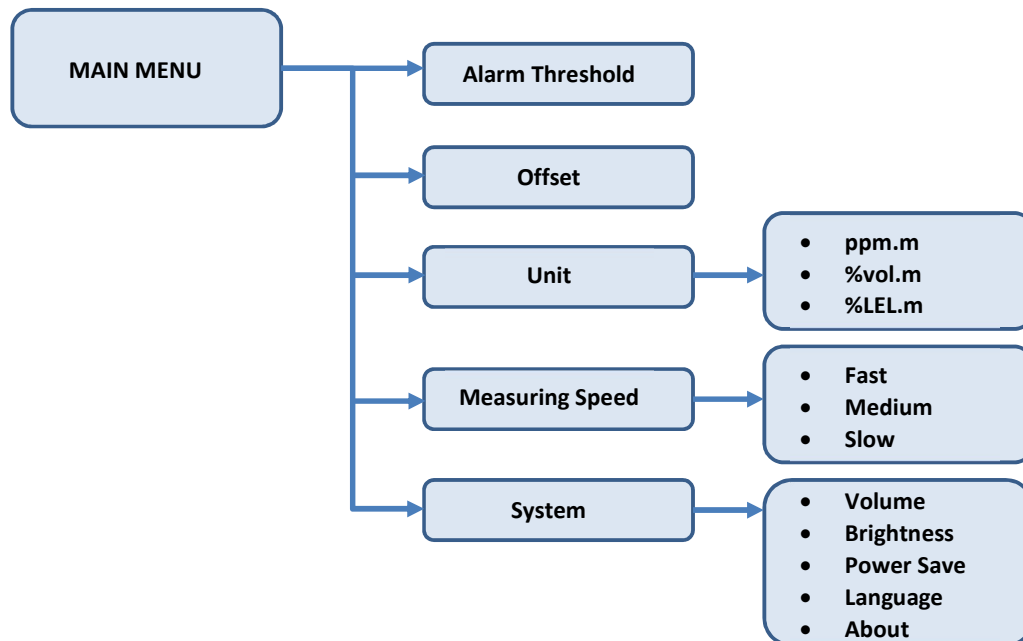 MAIN MENU
Alarm Threshold
Offset
Unit
• ppm.m
• %vol.m
• %LEL.m
Measuring Speed
• Fast
• Medium
• Slow
System
• Volume
• Brightness
• Power Save
• Language
• About